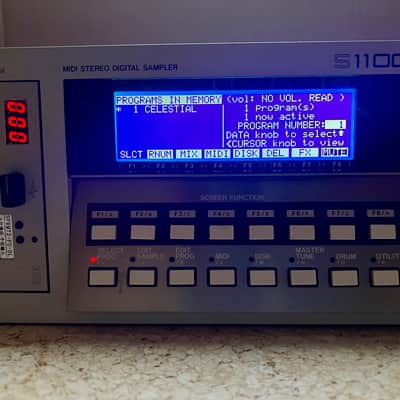 MIDI STEREO DIGITAL SAMPLER
S1100
000
PROGRAMS IN MEMORY (vol: NO VOL. READ )
* 1 CELESTIAL
1 Program(s)
1 now active
PROGRAM NUMBER: 1
DATA knob to select↑
<CURSOR knob to view
SLCT RNUM MIX MIDI DISK DEL FX
F1 F2 F3 F4 F5 F6 F7 F8
SCREEN FUNCTION
SELECT PROG
EDIT SAMPLE
EDIT PROG
MIDI
DISK
MASTER TUNE
DRUM
UTILITY